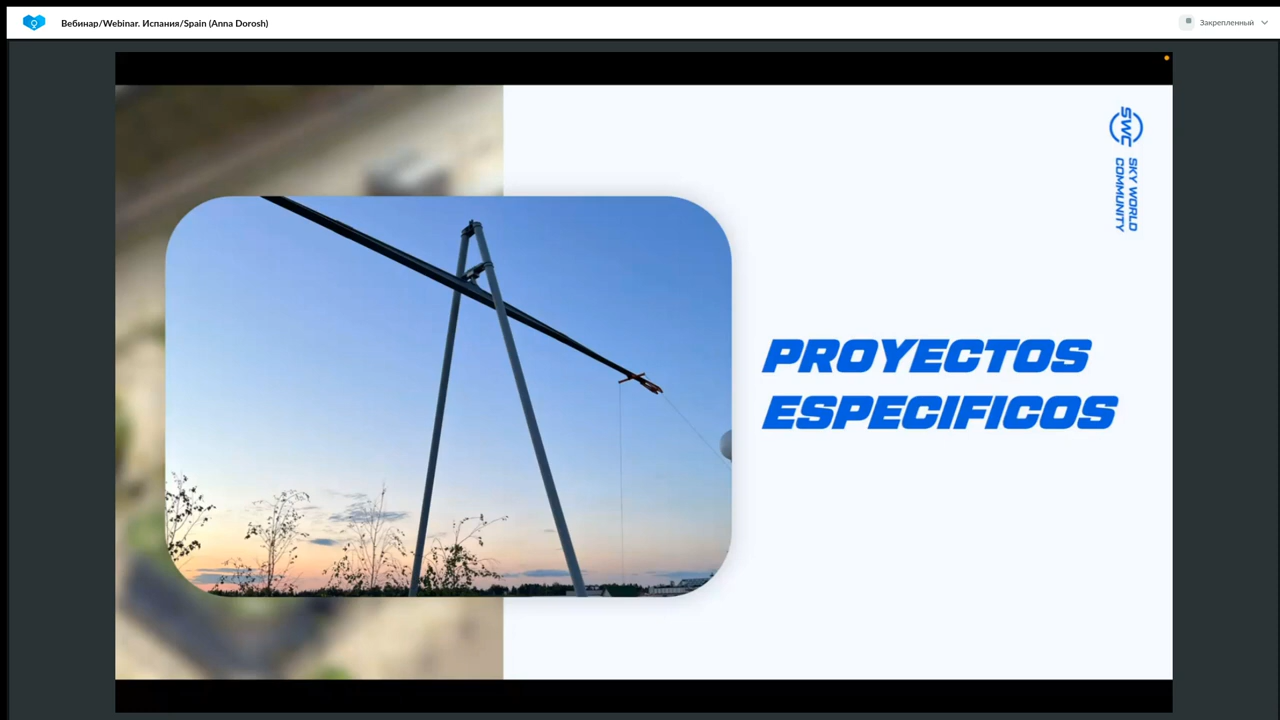 Вебинар/Webinar. Испания/Spain (Anna Dorosh)
Закрепленный
SWC
SKY WORLD
COMMUNITY
PROYECTOS
ESPECIFICOS